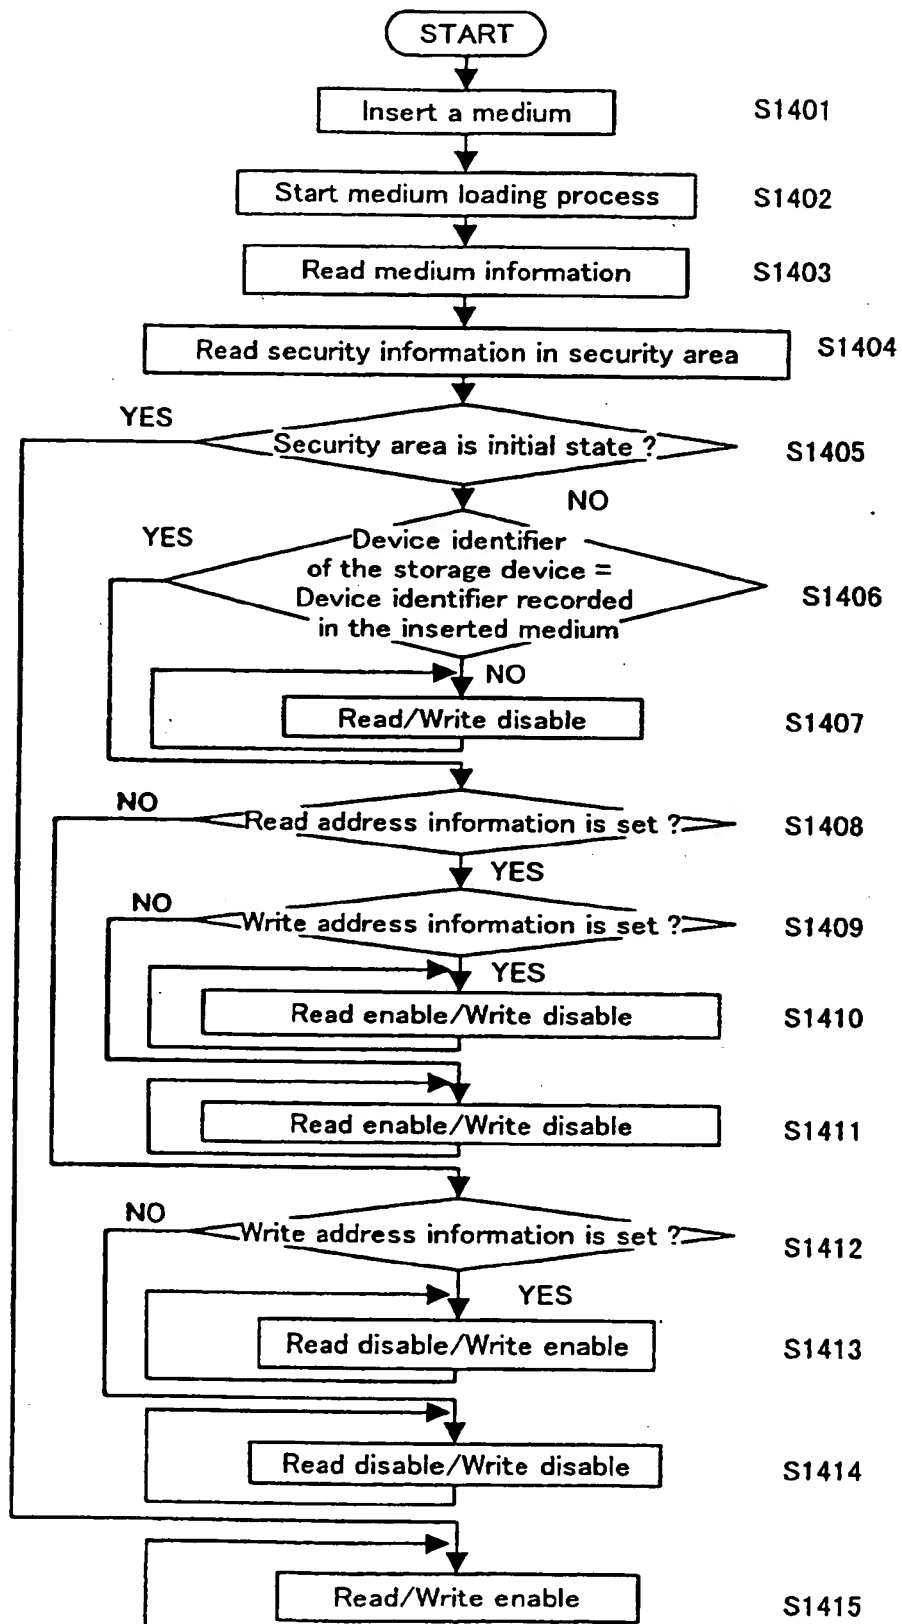 START
Insert a medium
S1401
Start medium loading process
S1402
Read medium information
S1403
Read security information in security area
S1404
YES
Security area is initial state ?
S1405
NO
YES
Device identifier
of the storage device =
Device identifier recorded
in the inserted medium
S1406
NO
Read/Write disable
S1407
NO
Read address information is set ?
S1408
YES
NO
Write address information is set ?
S1409
YES
Read enable/Write disable
S1410
Read enable/Write disable
S1411
NO
Write address information is set ?
S1412
YES
Read disable/Write enable
S1413
Read disable/Write disable
S1414
Read/Write enable
S1415